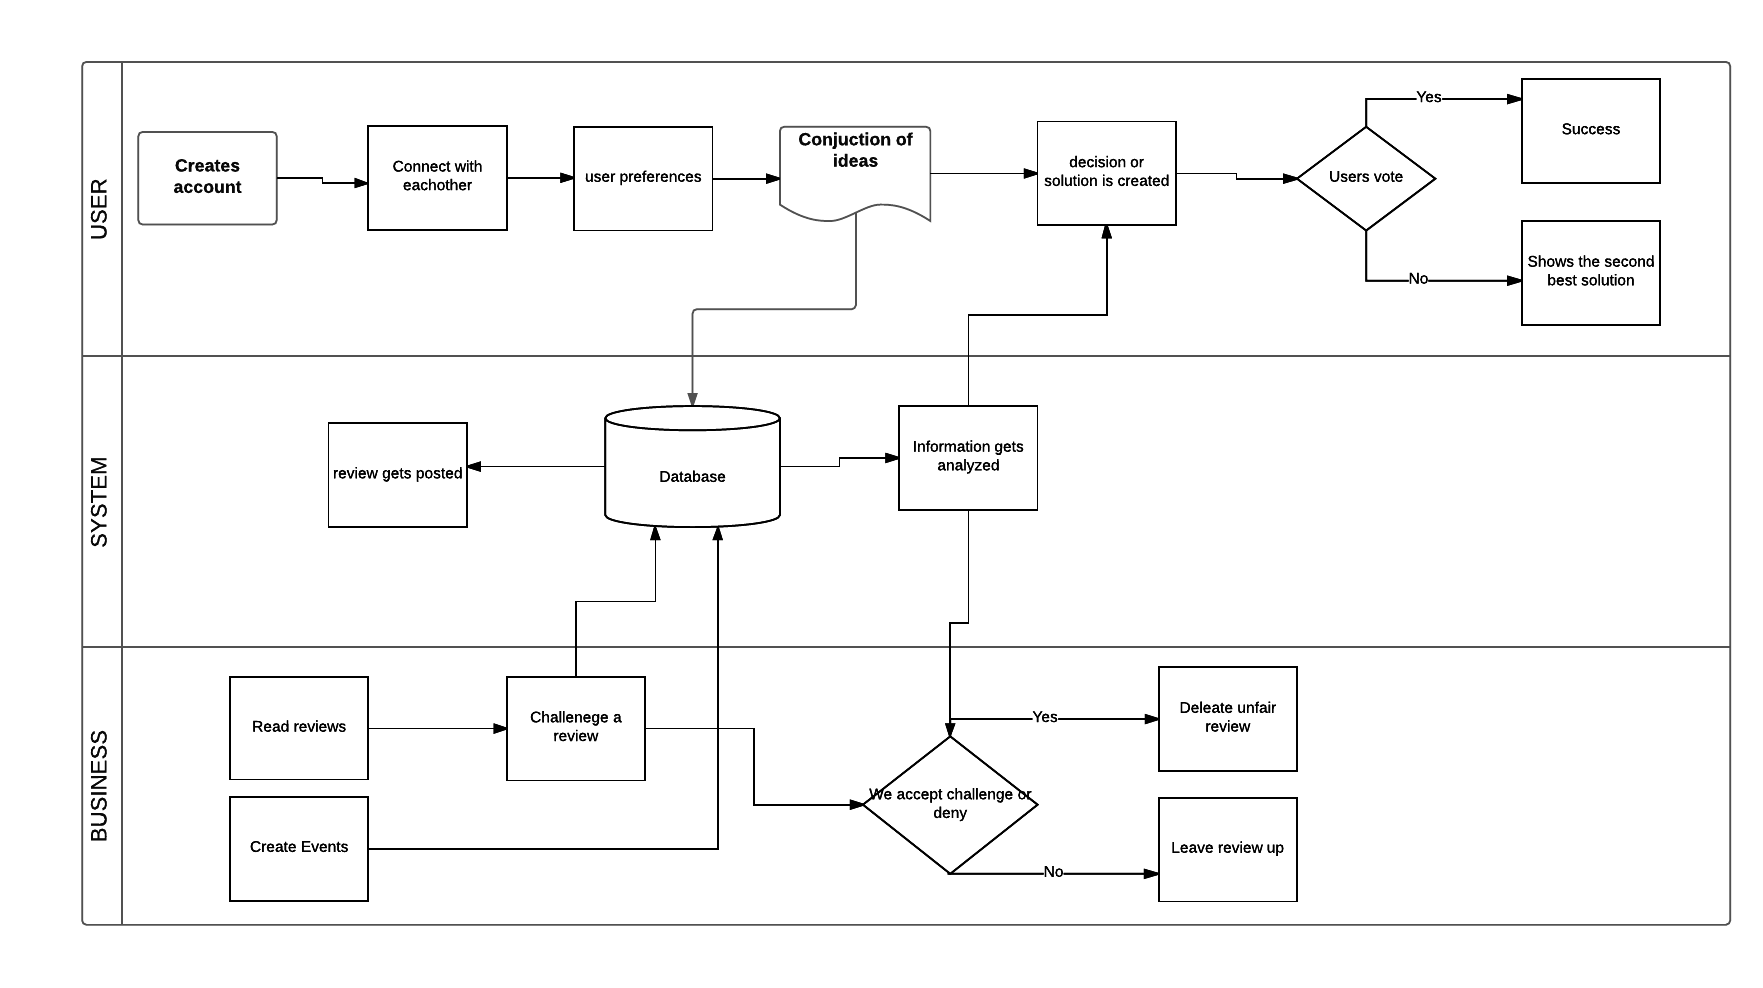 USER
Creates
account
Connect with
eachother
user preferences
Conjuction of
ideas
decision or
solution is created
Users vote
Yes
Success
No
Shows the second
best solution
SYSTEM
review gets posted
Database
Information gets
analyzed
BUSINESS
Read reviews
Challenege a
review
Create Events
We accept challenge or
deny
Yes
Deleate unfair
review
No
Leave review up